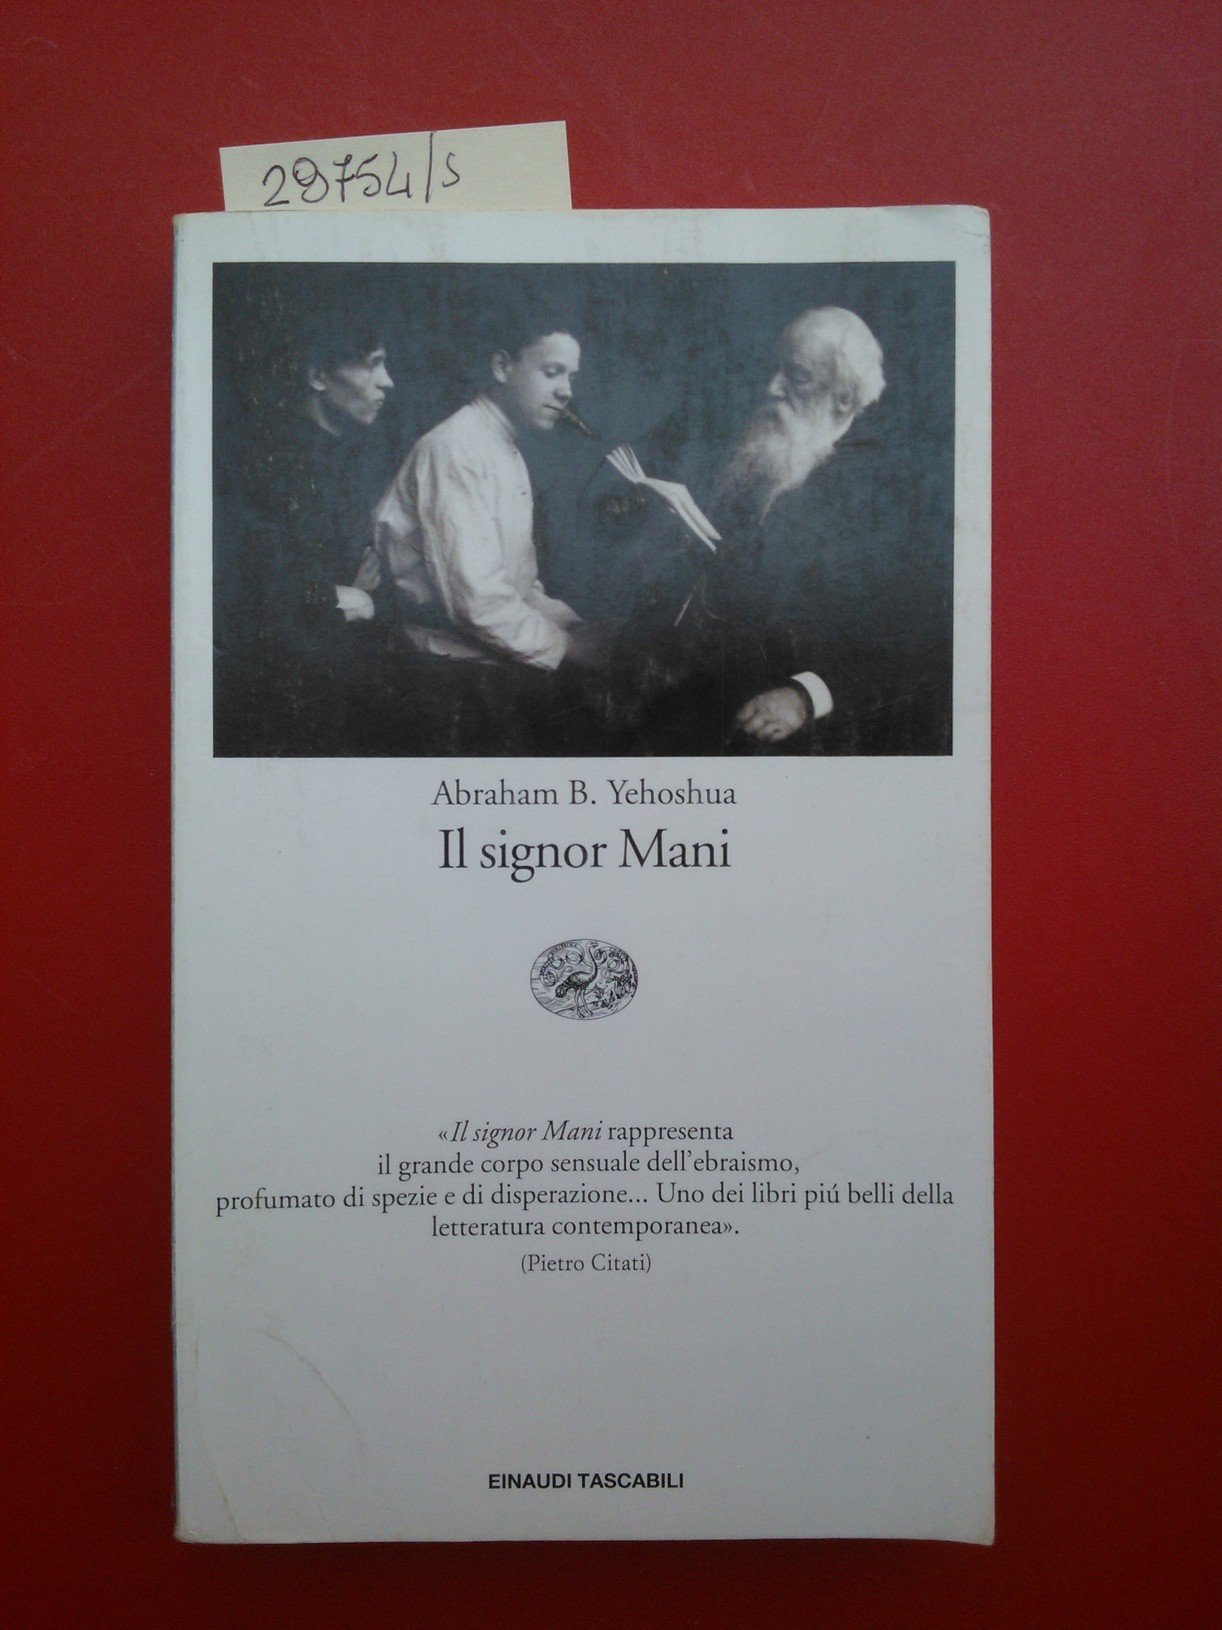 28754/s
Abraham B. Yehoshua
Il signor Mani
«Il signor Mani rappresenta
il grande corpo sensuale dell'ebraismo,
profumato di spezie e di disperazione... Uno dei libri piú belli della
letteratura contemporanea».
(Pietro Citati)
EINAUDI TASCABILI